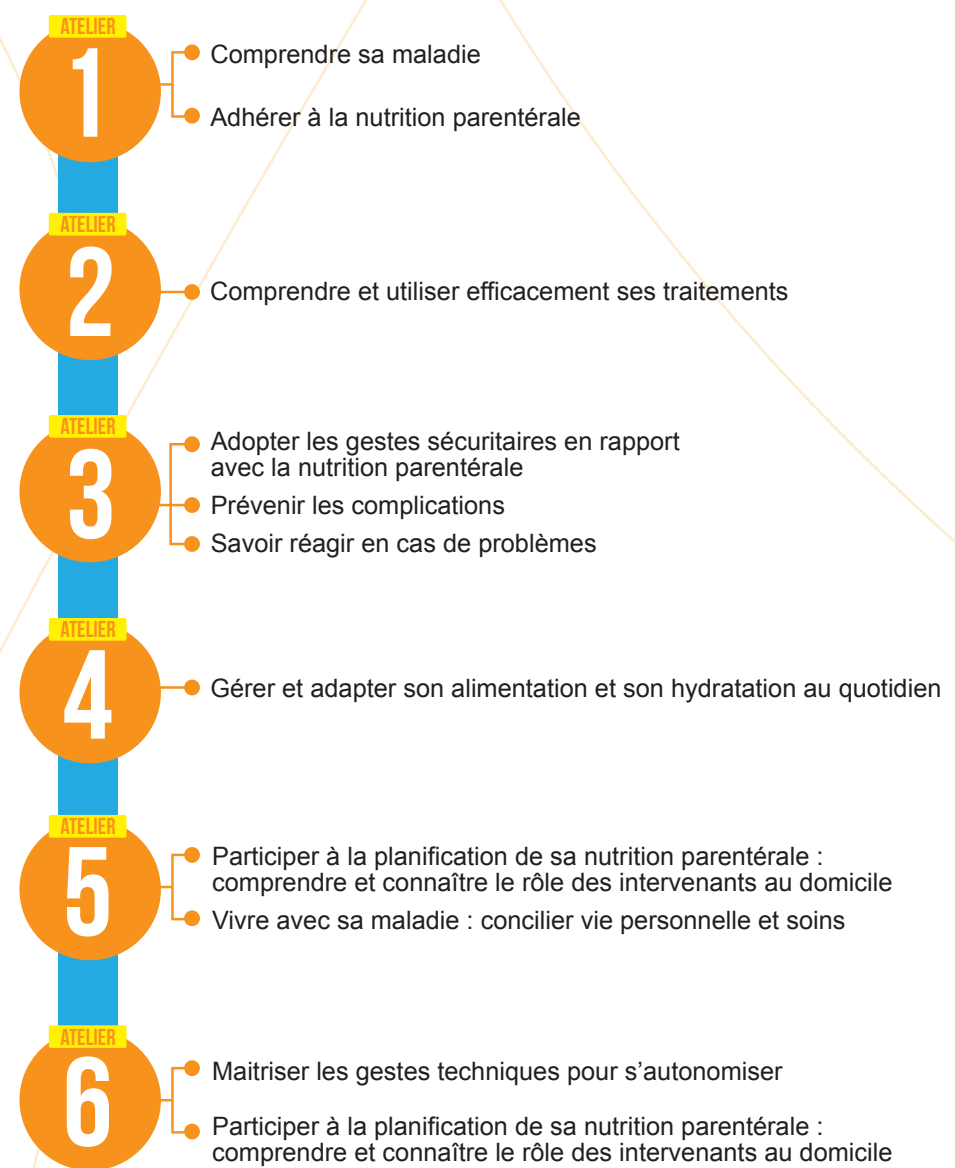 ATELIER
1
Comprendre sa maladie
Adhérer à la nutrition parentérale
ATELIER
2
Comprendre et utiliser efficacement ses traitements
ATELIER
3
Adopter les gestes sécuritaires en rapport
avec la nutrition parentérale
Prévenir les complications
Savoir réagir en cas de problèmes
ATELIER
4
Gérer et adapter son alimentation et son hydratation au quotidien
ATELIER
5
Participer à la planification de sa nutrition parentérale :
comprendre et connaître le rôle des intervenants au domicile
Vivre avec sa maladie : concilier vie personnelle et soins
ATELIER
6
Maitriser les gestes techniques pour s’autonomiser
Participer à la planification de sa nutrition parentérale :
comprendre et connaître le rôle des intervenants au domicile